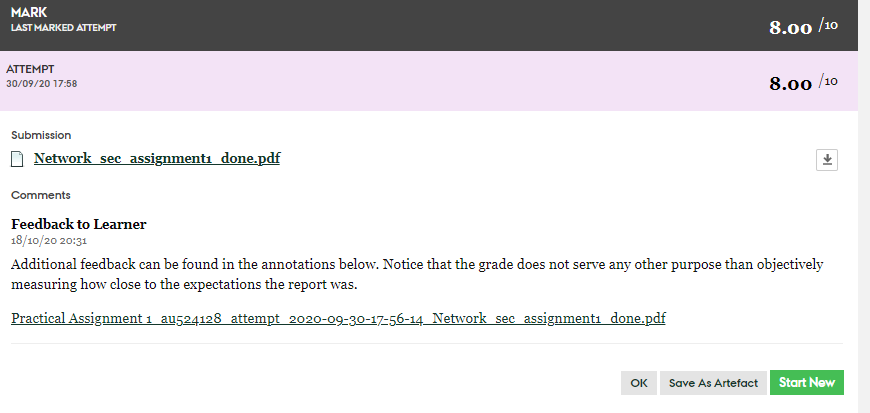 MARK
LAST MARKED ATTEMPT
8.00 /10
ATTEMPT
30/09/20 17:58
8.00 /10
Submission
Network_sec_assignment1_done.pdf
Comments
Feedback to Learner
18/10/20 20:31
Additional feedback can be found in the annotations below. Notice that the grade does not serve any other purpose than objectively
measuring how close to the expectations the report was.
Practical Assignment 1_au524128_attempt_2020-09-30-17-56-14_Network_sec_assignment1_done.pdf
OK Save As Artefact Start New